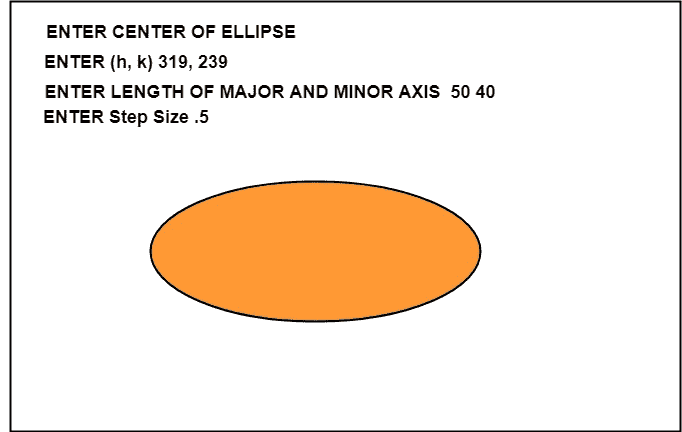 ENTER CENTER OF ELLIPSE
ENTER (h, k) 319, 239
ENTER LENGTH OF MAJOR AND MINOR AXIS 50 40
ENTER Step Size .5